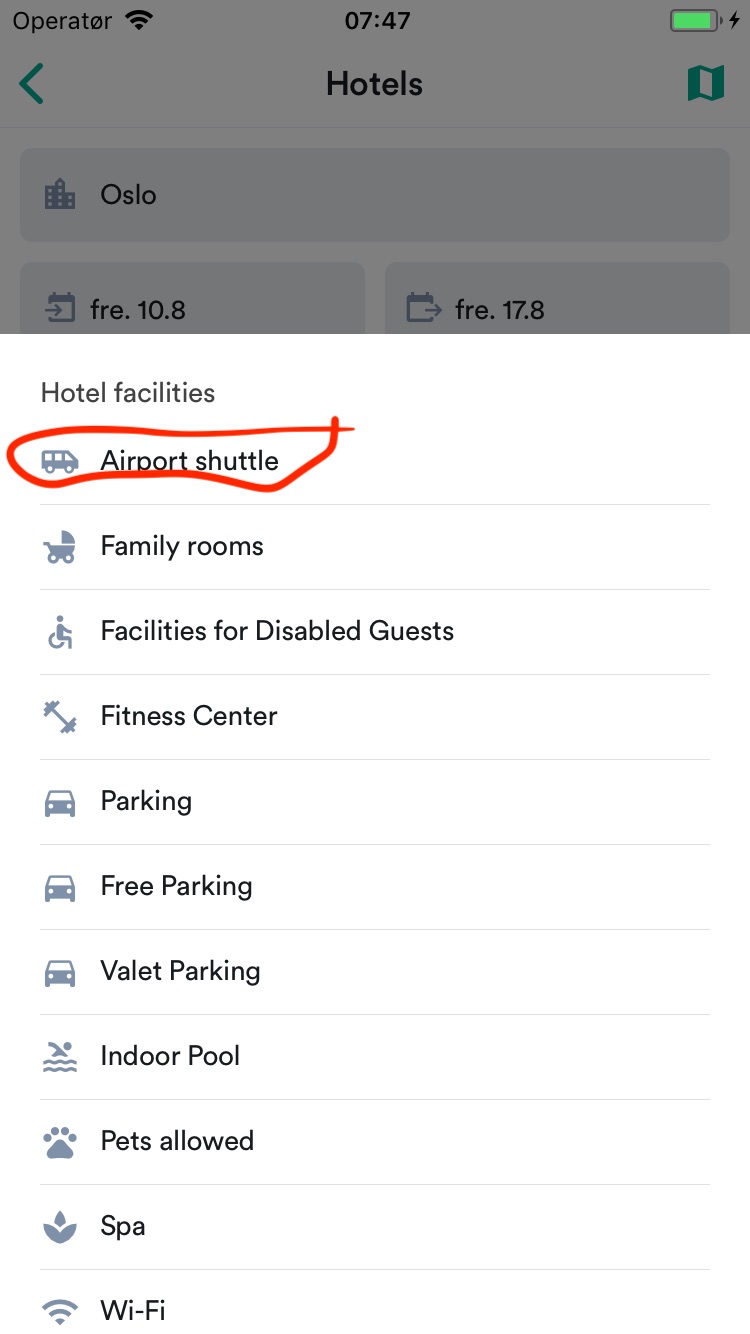 Operatør 07:47
Hotels
Oslo
fre. 10.8 fre. 17.8
Hotel facilities
Airport shuttle
Family rooms
Facilities for Disabled Guests
Fitness Center
Parking
Free Parking
Valet Parking
Indoor Pool
Pets allowed
Spa
Wi-Fi